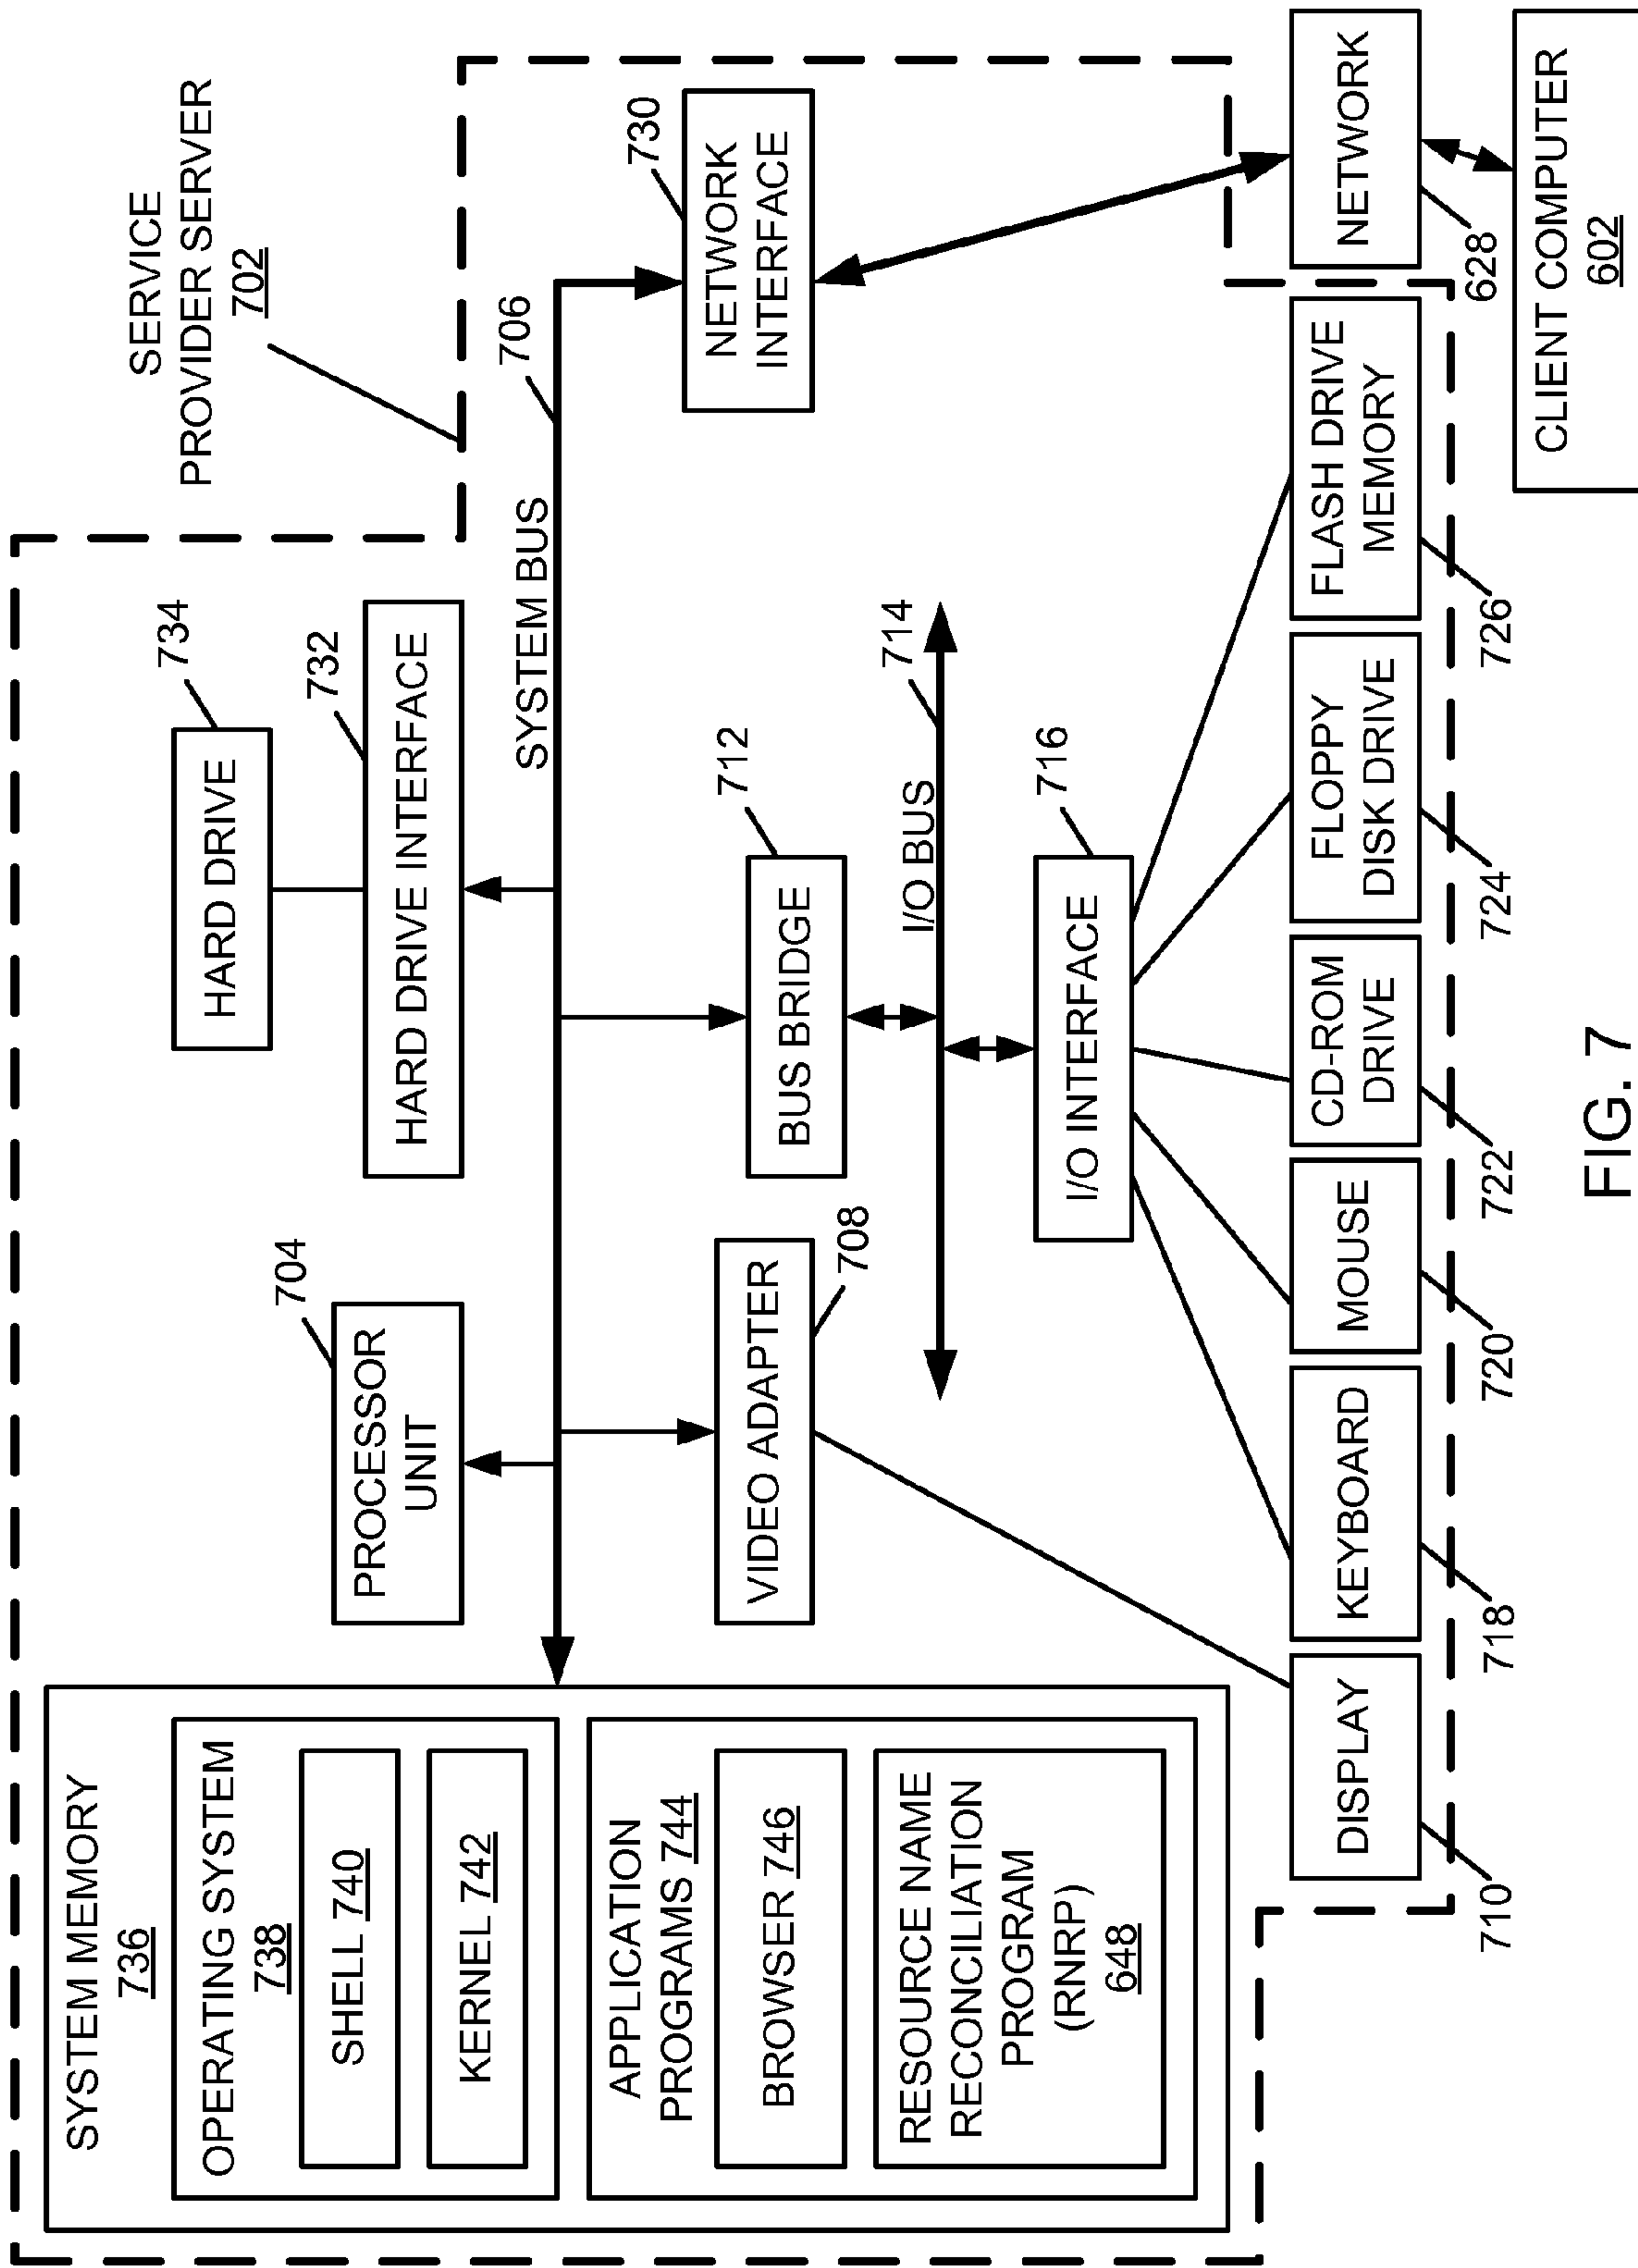 SERVICE
PROVIDER SERVER
702
SYSTEM MEMORY
736
OPERATING SYSTEM
738
SHELL 740
KERNEL 742
APPLICATION
PROGRAMS 744
BROWSER 746
RESOURCE NAME
RECONCILIATION
PROGRAM
(RNRP)
648
704
PROCESSOR
UNIT
734
HARD DRIVE
732
HARD DRIVE INTERFACE
SYSTEM BUS
706
VIDEO ADAPTER
708
712
BUS BRIDGE
730
NETWORK
INTERFACE
I/O BUS
714
716
I/O INTERFACE
DISPLAY
710
KEYBOARD
718
MOUSE
720
CD-ROM
DRIVE
722
FLOPPY
DISK DRIVE
724
FLASH DRIVE
MEMORY
726
NETWORK
628
CLIENT COMPUTER
602
FIG. 7